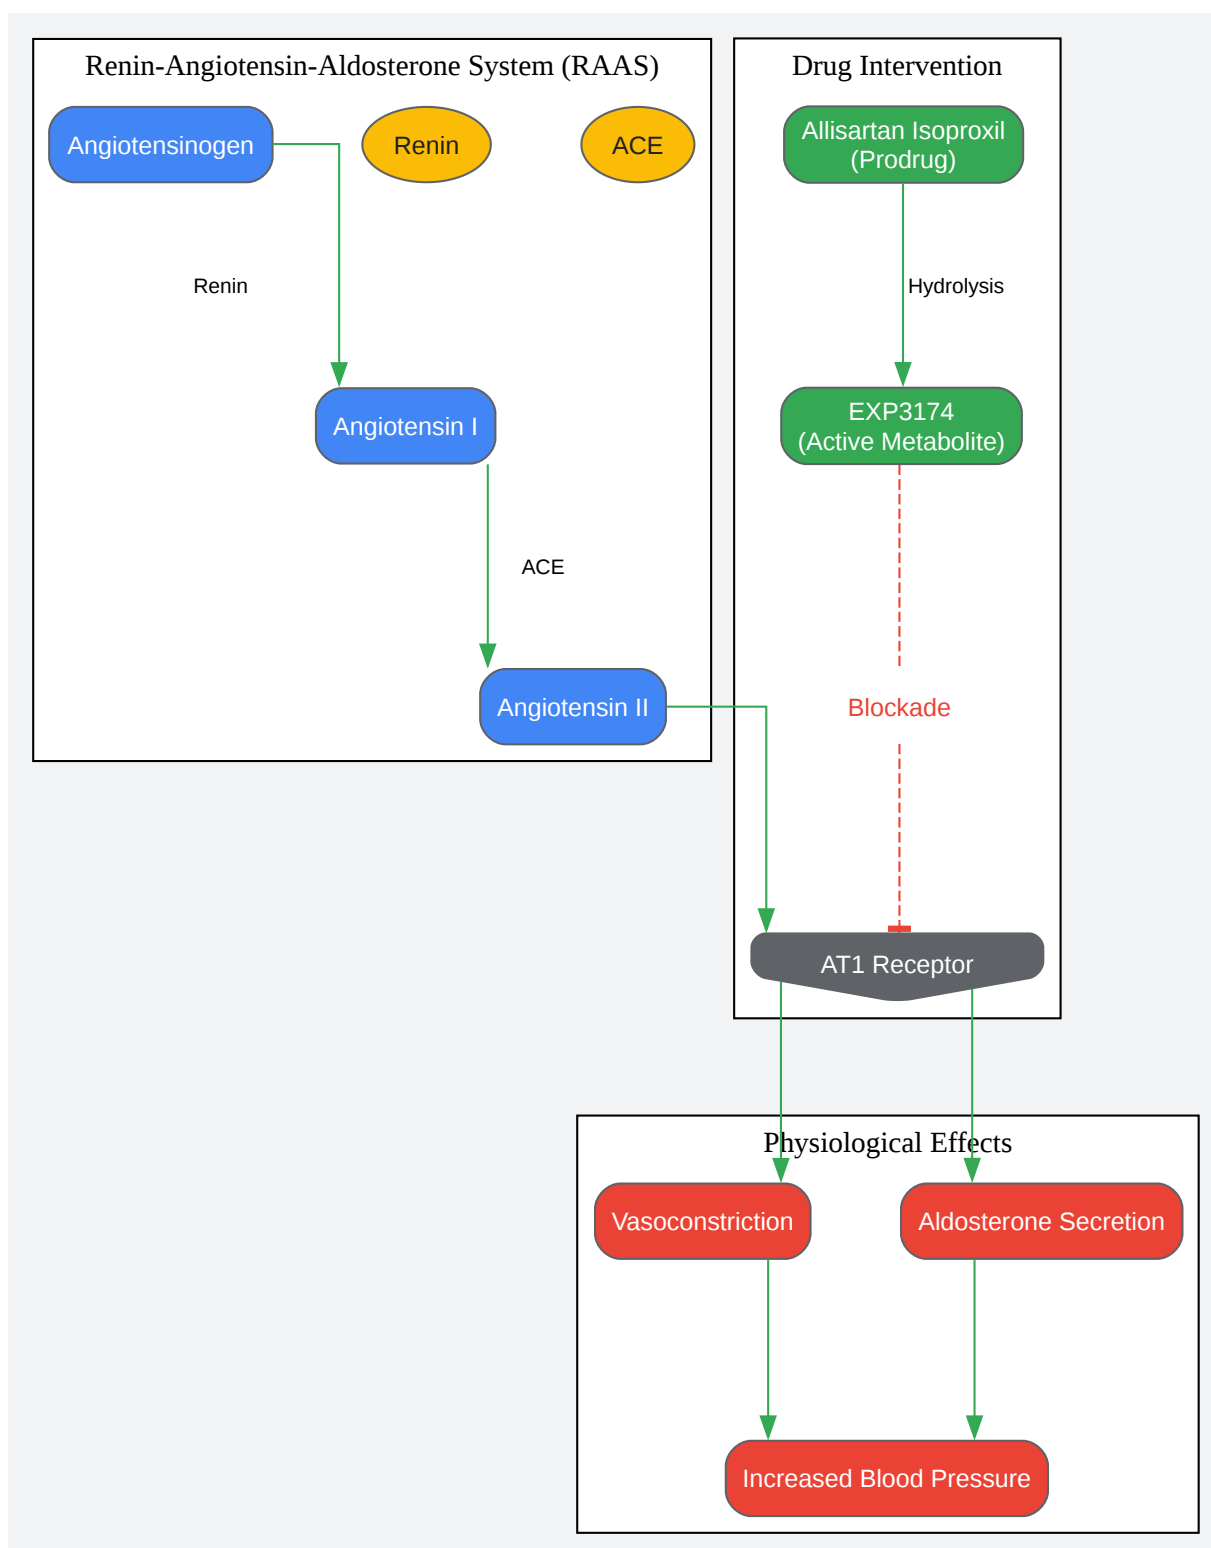 Renin-Angiotensin-Aldosterone System (RAAS)
Angiotensinogen
Renin
ACE
Renin
Angiotensin I
ACE
Angiotensin II
Drug Intervention
Allisartan Isoproxil
(Prodrug)
Hydrolysis
EXP3174
(Active Metabolite)
Blockade
AT1 Receptor
Physiological Effects
Vasoconstriction
Aldosterone Secretion
Increased Blood Pressure